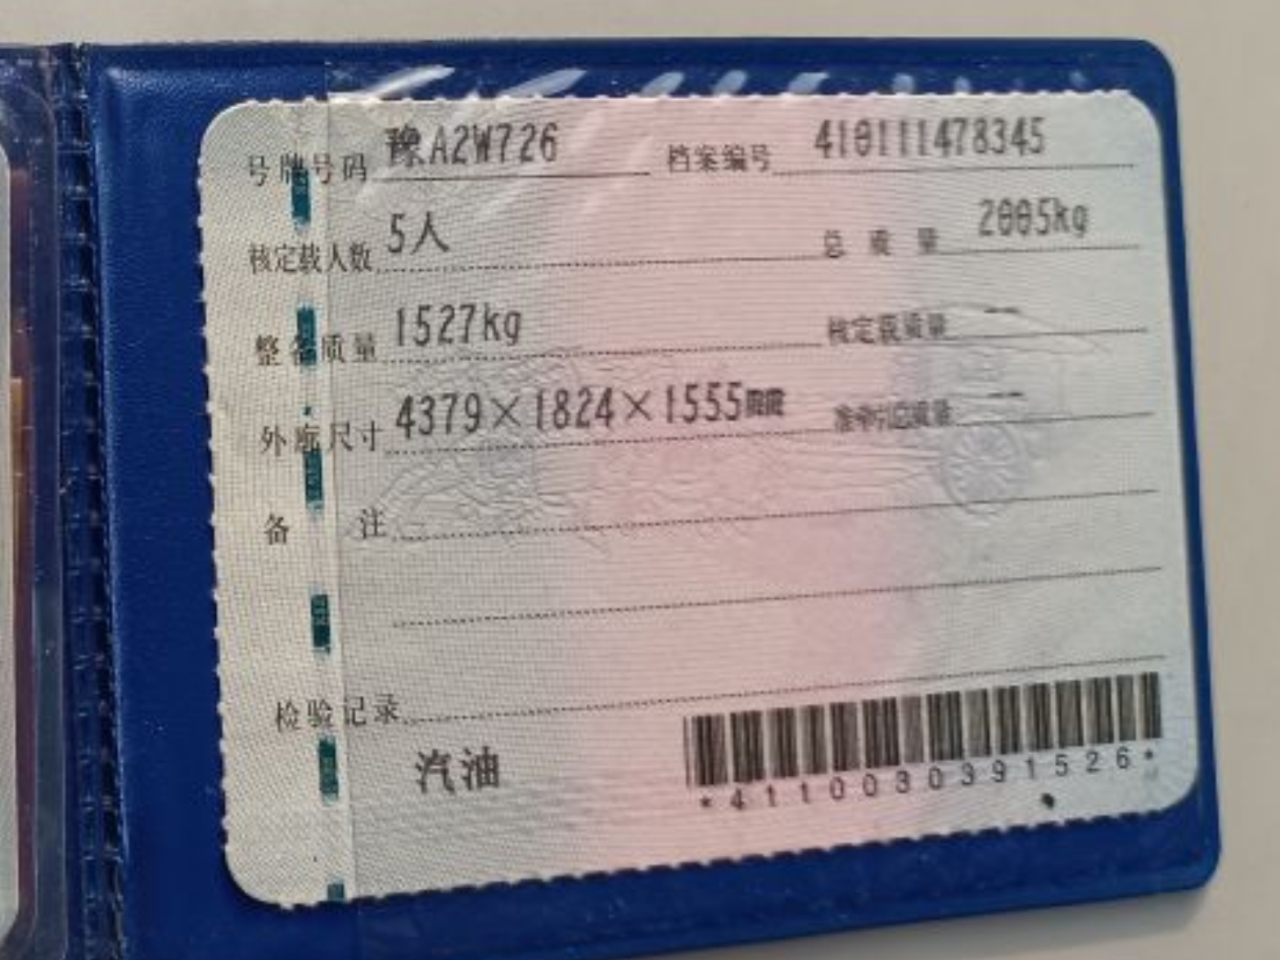 号牌号码 豫A2W726 档案编号 410111478345
核定载人数 5人 总质量 2005kg
整备质量 1527kg 核定载质量 --
外廓尺寸 4379×1824×1555mm 准牵引总质量 --
备注
检验记录
汽油
*4110030391526*